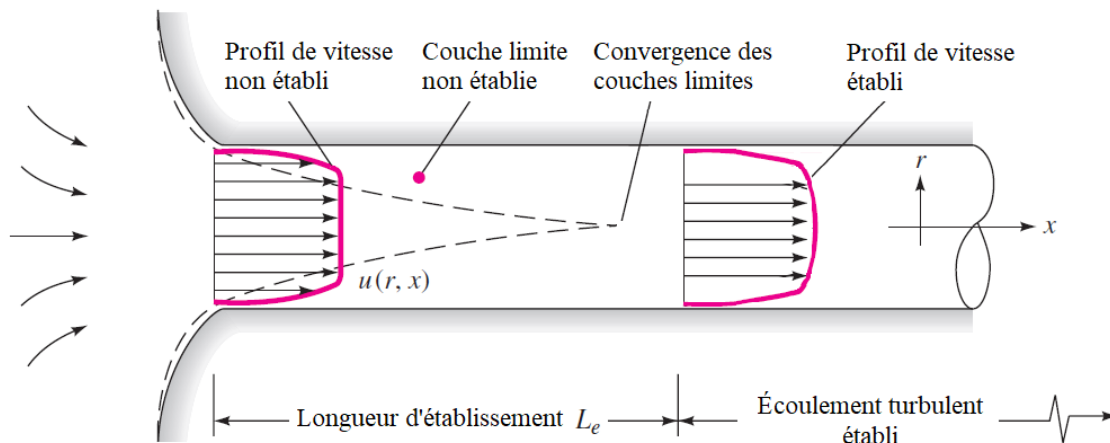 Profil de vitesse
non établi
Couche limite
non établie
Convergence des
couches limites
Profil de vitesse
établi
r
x
u(r, x)
Longueur d'établissement Lₑ
Écoulement turbulent
établi